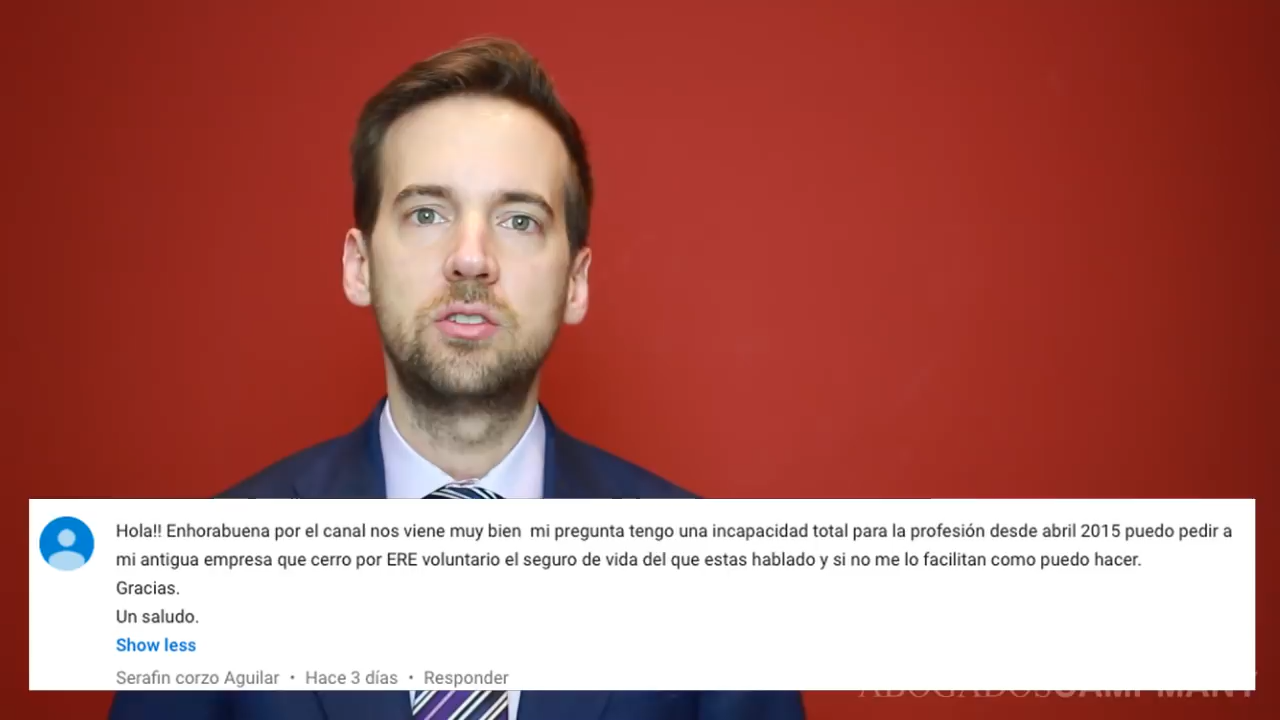 Hola!! Enhorabuena por el canal nos viene muy bien mi pregunta tengo una incapacidad total para la profesión desde abril 2015 puedo pedir a
mi antigua empresa que cerro por ERE voluntario el seguro de vida del que estas hablado y si no me lo facilitan como puedo hacer.
Gracias.
Un saludo.
Show less
Serafin corzo Aguilar • Hace 3 días • Responder
ABOGADOSCAMPMANY